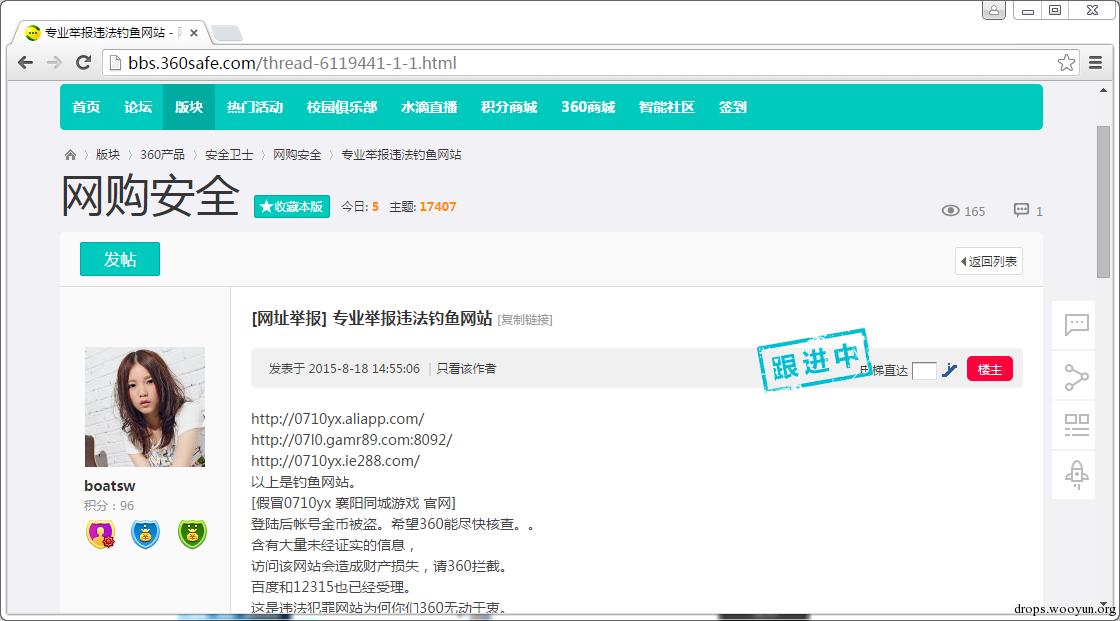 专业举报违法钓鱼网站 -
bbs.360safe.com/thread-6119441-1-1.html
首页 论坛 版块 热门活动 校园俱乐部 水滴直播 积分商城 360商城 智能社区 签到
版块 360产品 安全卫士 网购安全 专业举报违法钓鱼网站
网购安全 ★收藏本版 今日: 5 主题: 17407 165 1
发帖 返回列表
[网址举报] 专业举报违法钓鱼网站 [复制链接]
发表于 2015-8-18 14:55:06 只看该作者 电梯直达 楼主
跟进中
boatsw
积分：96
http://0710yx.aliapp.com/
http://07l0.gamr89.com:8092/
http://0710yx.ie288.com/
以上是钓鱼网站。
[假冒0710yx 襄阳同城游戏 官网]
登陆后帐号金币被盗。希望360能尽快核查。。
含有大量未经证实的信息，
访问该网站会造成财产损失，请360拦截。
百度和12315也已经受理。
这是违法犯罪网站为何你们360无动于衷。
drops.wooyun.org